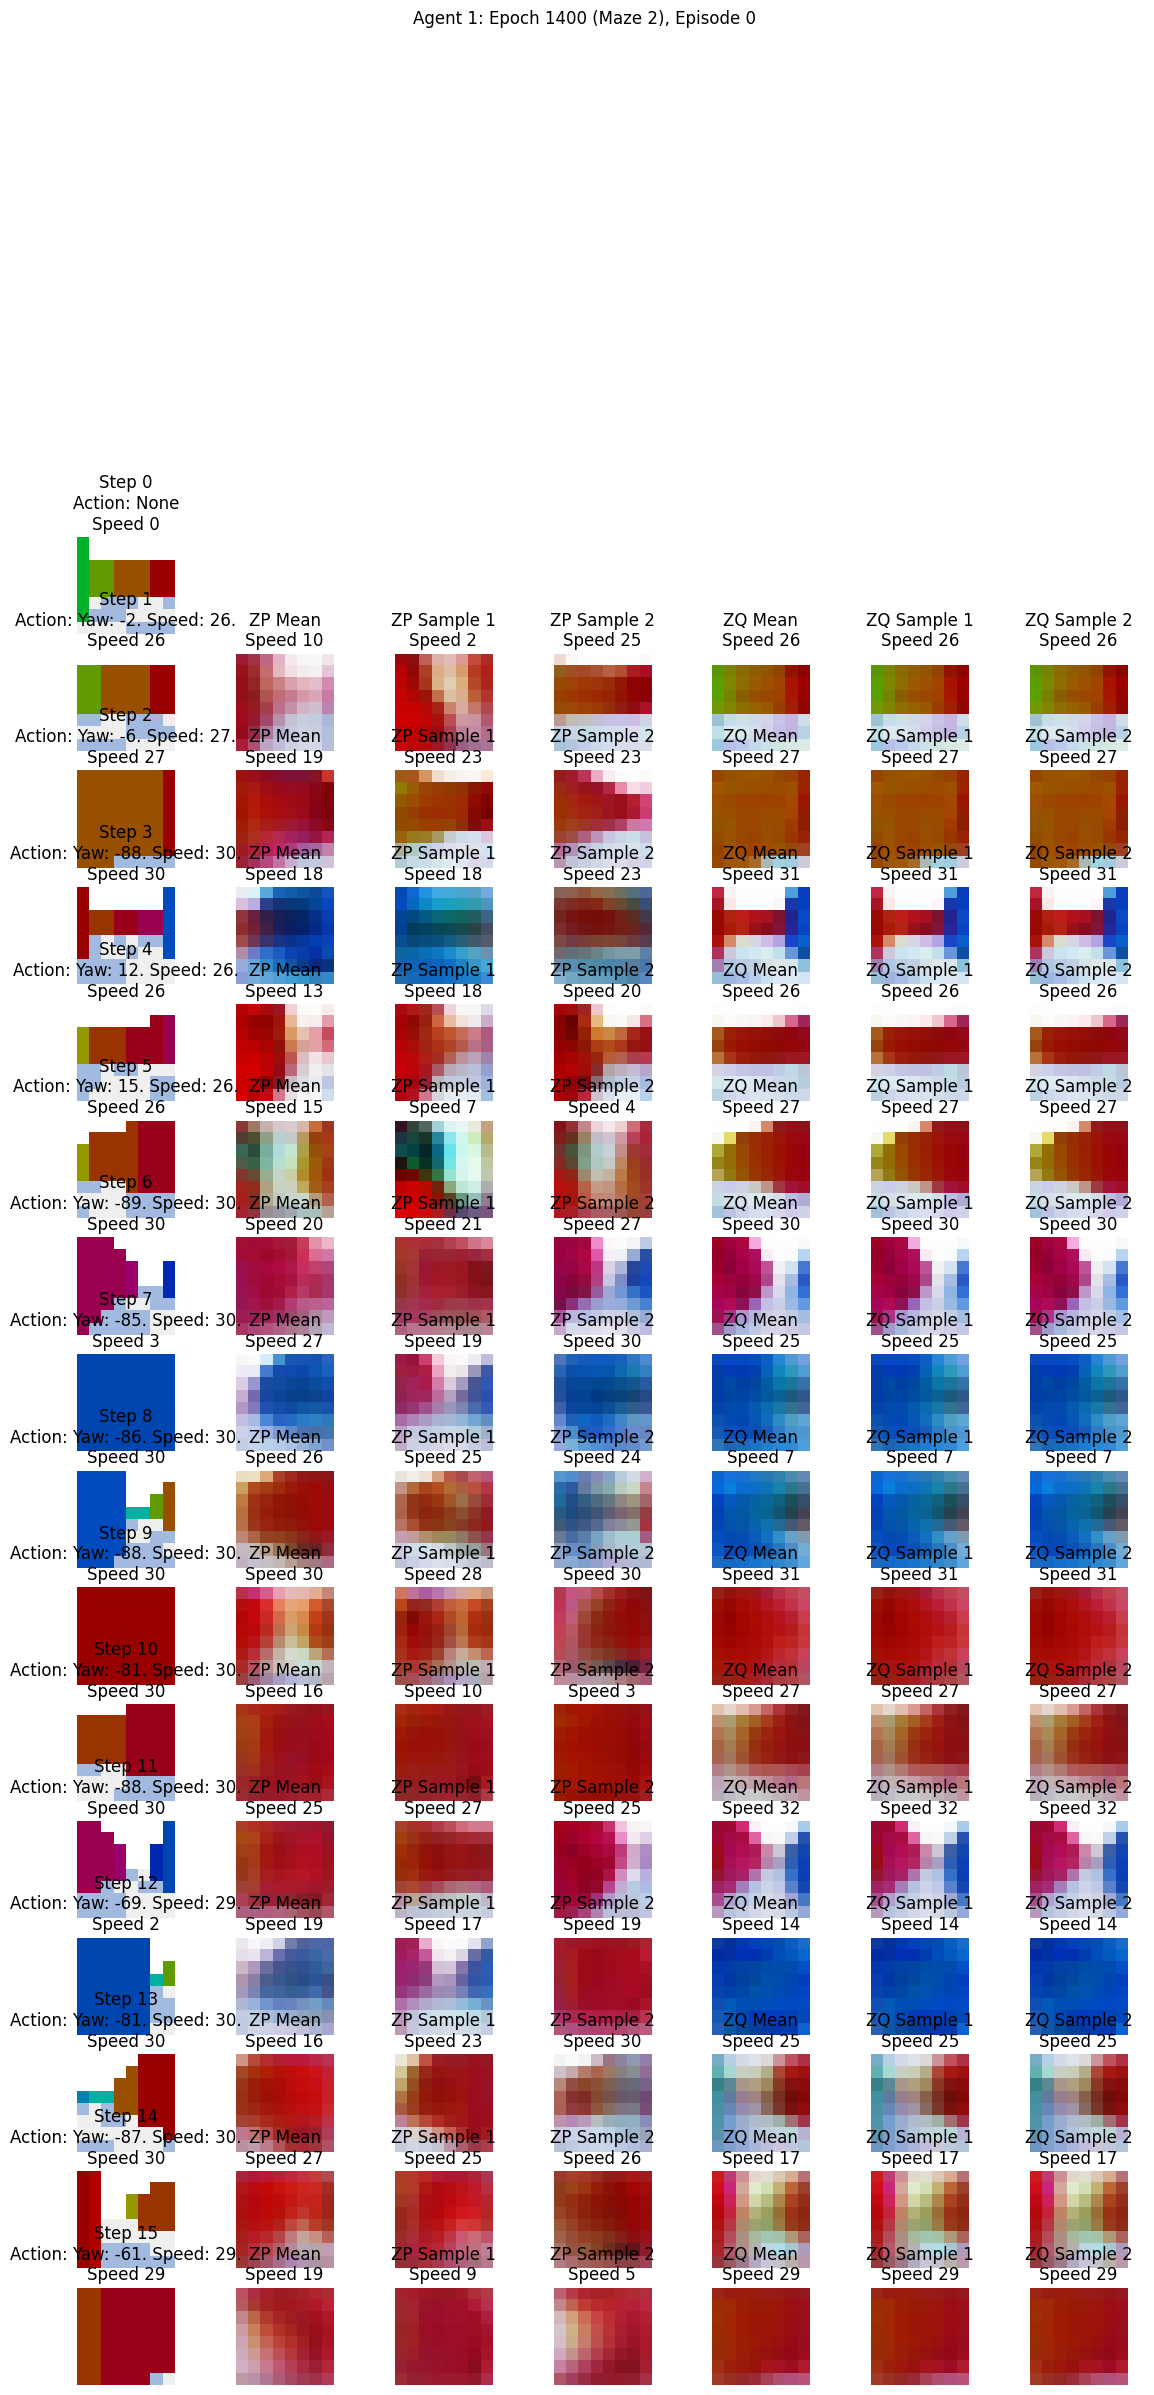 Agent 1: Epoch 1400 (Maze 2), Episode 0
Step 0
Action: None
Speed 0
Step 1
Action: Yaw: -2. Speed: 26.
Speed 26
ZP Mean
Speed 10
ZP Sample 1
Speed 2
ZP Sample 2
Speed 25
ZQ Mean
Speed 26
ZQ Sample 1
Speed 26
ZQ Sample 2
Speed 26
Step 2
Action: Yaw: -6. Speed: 27.
Speed 27
ZP Mean
Speed 19
ZP Sample 1
Speed 23
ZP Sample 2
Speed 23
ZQ Mean
Speed 27
ZQ Sample 1
Speed 27
ZQ Sample 2
Speed 27
Step 3
Action: Yaw: -88. Speed: 30.
Speed 30
ZP Mean
Speed 18
ZP Sample 1
Speed 18
ZP Sample 2
Speed 23
ZQ Mean
Speed 31
ZQ Sample 1
Speed 31
ZQ Sample 2
Speed 31
Step 4
Action: Yaw: 12. Speed: 26.
Speed 26
ZP Mean
Speed 13
ZP Sample 1
Speed 18
ZP Sample 2
Speed 20
ZQ Mean
Speed 26
ZQ Sample 1
Speed 26
ZQ Sample 2
Speed 26
Step 5
Action: Yaw: 15. Speed: 26.
Speed 26
ZP Mean
Speed 15
ZP Sample 1
Speed 7
ZP Sample 2
Speed 4
ZQ Mean
Speed 27
ZQ Sample 1
Speed 27
ZQ Sample 2
Speed 27
Step 6
Action: Yaw: -89. Speed: 30.
Speed 30
ZP Mean
Speed 20
ZP Sample 1
Speed 21
ZP Sample 2
Speed 27
ZQ Mean
Speed 30
ZQ Sample 1
Speed 30
ZQ Sample 2
Speed 30
Step 7
Action: Yaw: -85. Speed: 30.
Speed 3
ZP Mean
Speed 27
ZP Sample 1
Speed 19
ZP Sample 2
Speed 30
ZQ Mean
Speed 25
ZQ Sample 1
Speed 25
ZQ Sample 2
Speed 25
Step 8
Action: Yaw: -86. Speed: 30.
Speed 30
ZP Mean
Speed 26
ZP Sample 1
Speed 25
ZP Sample 2
Speed 24
ZQ Mean
Speed 7
ZQ Sample 1
Speed 7
ZQ Sample 2
Speed 7
Step 9
Action: Yaw: -88. Speed: 30.
Speed 30
ZP Mean
Speed 30
ZP Sample 1
Speed 28
ZP Sample 2
Speed 30
ZQ Mean
Speed 31
ZQ Sample 1
Speed 31
ZQ Sample 2
Speed 31
Step 10
Action: Yaw: -81. Speed: 30.
Speed 30
ZP Mean
Speed 16
ZP Sample 1
Speed 10
ZP Sample 2
Speed 3
ZQ Mean
Speed 27
ZQ Sample 1
Speed 27
ZQ Sample 2
Speed 27
Step 11
Action: Yaw: -88. Speed: 30.
Speed 30
ZP Mean
Speed 25
ZP Sample 1
Speed 27
ZP Sample 2
Speed 25
ZQ Mean
Speed 32
ZQ Sample 1
Speed 32
ZQ Sample 2
Speed 32
Step 12
Action: Yaw: -69. Speed: 29.
Speed 2
ZP Mean
Speed 19
ZP Sample 1
Speed 17
ZP Sample 2
Speed 19
ZQ Mean
Speed 14
ZQ Sample 1
Speed 14
ZQ Sample 2
Speed 14
Step 13
Action: Yaw: -81. Speed: 30.
Speed 30
ZP Mean
Speed 16
ZP Sample 1
Speed 23
ZP Sample 2
Speed 30
ZQ Mean
Speed 25
ZQ Sample 1
Speed 25
ZQ Sample 2
Speed 25
Step 14
Action: Yaw: -87. Speed: 30.
Speed 30
ZP Mean
Speed 27
ZP Sample 1
Speed 25
ZP Sample 2
Speed 26
ZQ Mean
Speed 17
ZQ Sample 1
Speed 17
ZQ Sample 2
Speed 17
Step 15
Action: Yaw: -61. Speed: 29.
Speed 29
ZP Mean
Speed 19
ZP Sample 1
Speed 9
ZP Sample 2
Speed 5
ZQ Mean
Speed 29
ZQ Sample 1
Speed 29
ZQ Sample 2
Speed 29